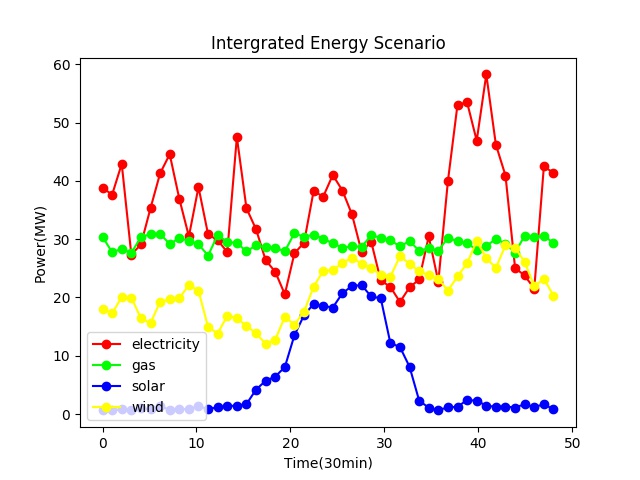 Intergrated Energy Scenario
Power(MW)
60
50
40
30
20
10
0
electricity
gas
solar
wind
0 10 20 30 40 50
Time(30min)